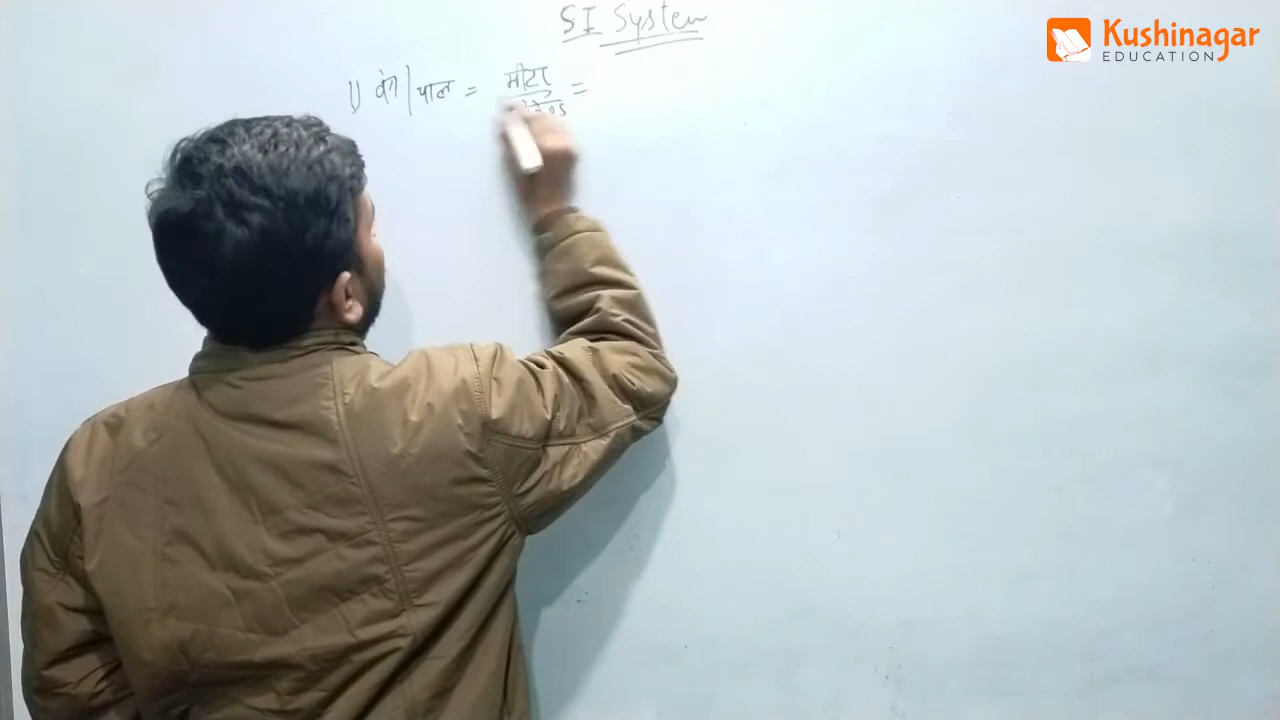 SI System
Kushinagar
EDUCATION
1) वेग | चाल = मीटर =